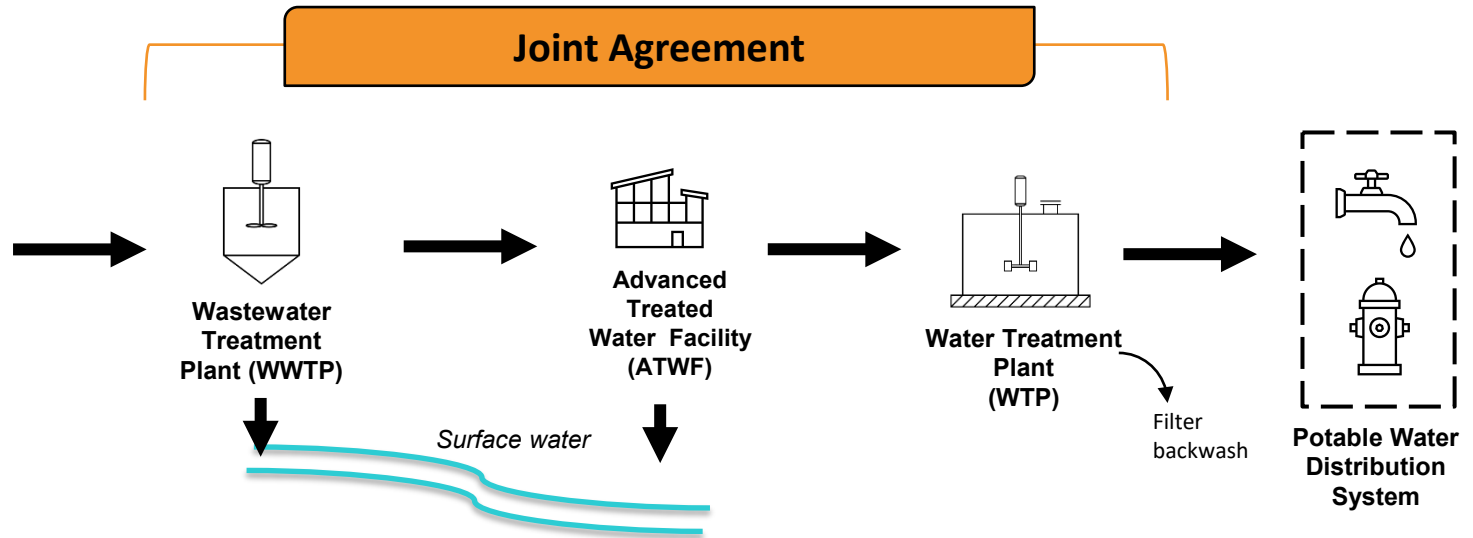 Joint Agreement
Wastewater
Treatment
Plant (WWTP)
Advanced
Treated
Water Facility
(ATWF)
Water Treatment
Plant
(WTP)
Filter
backwash
Surface water
Potable Water
Distribution
System